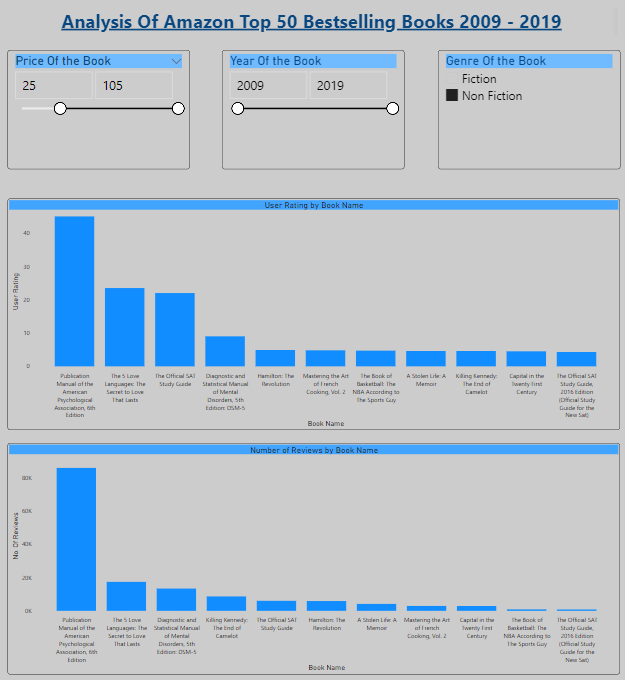 Analysis Of Amazon Top 50 Bestselling Books 2009 - 2019
Price Of the Book
25
105
Year Of the Book
2009
2019
Genre Of the Book
Fiction
Non Fiction
User Rating by Book Name
User Rating
40
30
20
10
0
Publication
Manual of the
American
Psychological
Association, 6th
Edition
The 5 Love
Languages: The
Secret to Love
That Lasts
The Official SAT
Study Guide
Diagnostic and
Statistical Manual
of Mental
Disorders, 5th
Edition: DSM-5
Hamilton: The
Revolution
Mastering the Art
of French
Cooking, Vol. 2
The Book of
Basketball: The
NBA According to
The Sports Guy
A Stolen Life: A
Memoir
Killing Kennedy:
The End of
Camelot
Capital in the
Twenty First
Century
The Official SAT
Study Guide,
2016 Edition
(Official Study
Guide for the
New Sat)
Book Name
Number of Reviews by Book Name
No Of Reviews
80K
60K
40K
20K
0K
Publication
Manual of the
American
Psychological
Association, 6th
Edition
The 5 Love
Languages: The
Secret to Love
That Lasts
Diagnostic and
Statistical Manual
of Mental
Disorders, 5th
Edition: DSM-5
Killing Kennedy:
The End of
Camelot
The Official SAT
Study Guide
Hamilton: The
Revolution
A Stolen Life: A
Memoir
Mastering the Art
of French
Cooking, Vol. 2
Capital in the
Twenty First
Century
The Book of
Basketball: The
NBA According to
The Sports Guy
The Official SAT
Study Guide,
2016 Edition
(Official Study
Guide for the
New Sat)
Book Name